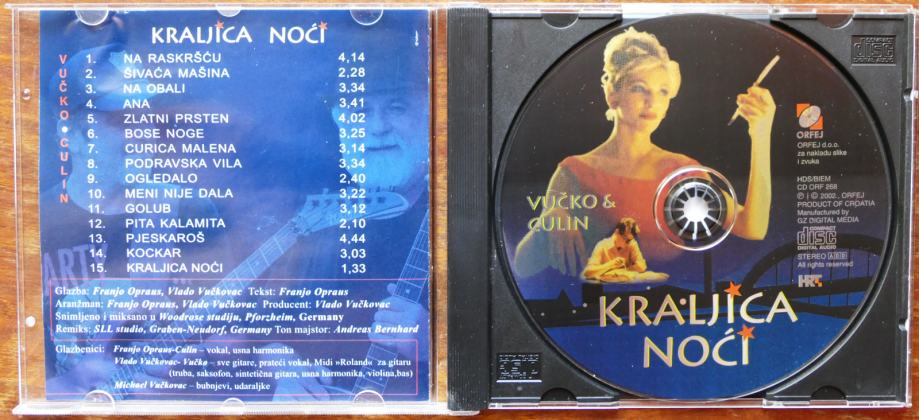 KRALJICA NOĆI
VUČKO • CULIN
1. NA RASKRŠĆU 4,14
2. ŠIVAĆA MAŠINA 2,28
3. NA OBALI 3,34
4. ANA 3,41
5. ZLATNI PRSTEN 4,02
6. BOSE NOGE 3,25
7. CURICA MALENA 3,14
8. PODRAVSKA VILA 3,34
9. OGLEDALO 2,40
10. MENI NIJE DALA 3,22
11. GOLUB 3,12
12. PITA KALAMITA 2,10
13. PJESKAROŠ 4,44
14. KOCKAR 3,03
15. KRALJICA NOĆI 1,33
Glazba: Franjo Opraus, Vlado Vučkovac Tekst: Franjo Opraus
Aranžman: Franjo Opraus, Vlado Vučkovac Producent: Vlado Vučkovac
Snimljeno i miksano u Woodrose studiju, Pforzheim, Germany
Remiks: SLL studio, Graben-Neudorf, Germany Ton majstor: Andreas Bernhard
Glazbenici: Franjo Opraus-Culin – vokal, usna harmonika
Vlado Vučkovac- Vučko – sve gitare, prateći vokal, Midi »Roland« za gitaru
(truba, saksofon, sintetična gitara, usna harmonika, violina,bas)
Michael Vučkovac – bubnjevi, udaraljke
VUČKO &
CULIN
ORFEJ
ORFEJ d.o.o.
za nakladu slike
i zvuka
HDS/BIEM
CD ORF 268
℗ i © 2002., ORFEJ
PRODUCT OF CROATIA
Manufactured by
GZ DIGITAL MEDIA
COMPACT
disc
DIGITAL AUDIO
STEREO ADD
All rights reserved
HRT
KRALJICA
NOĆI
COMPACT
disc
DIGITAL AUDIO